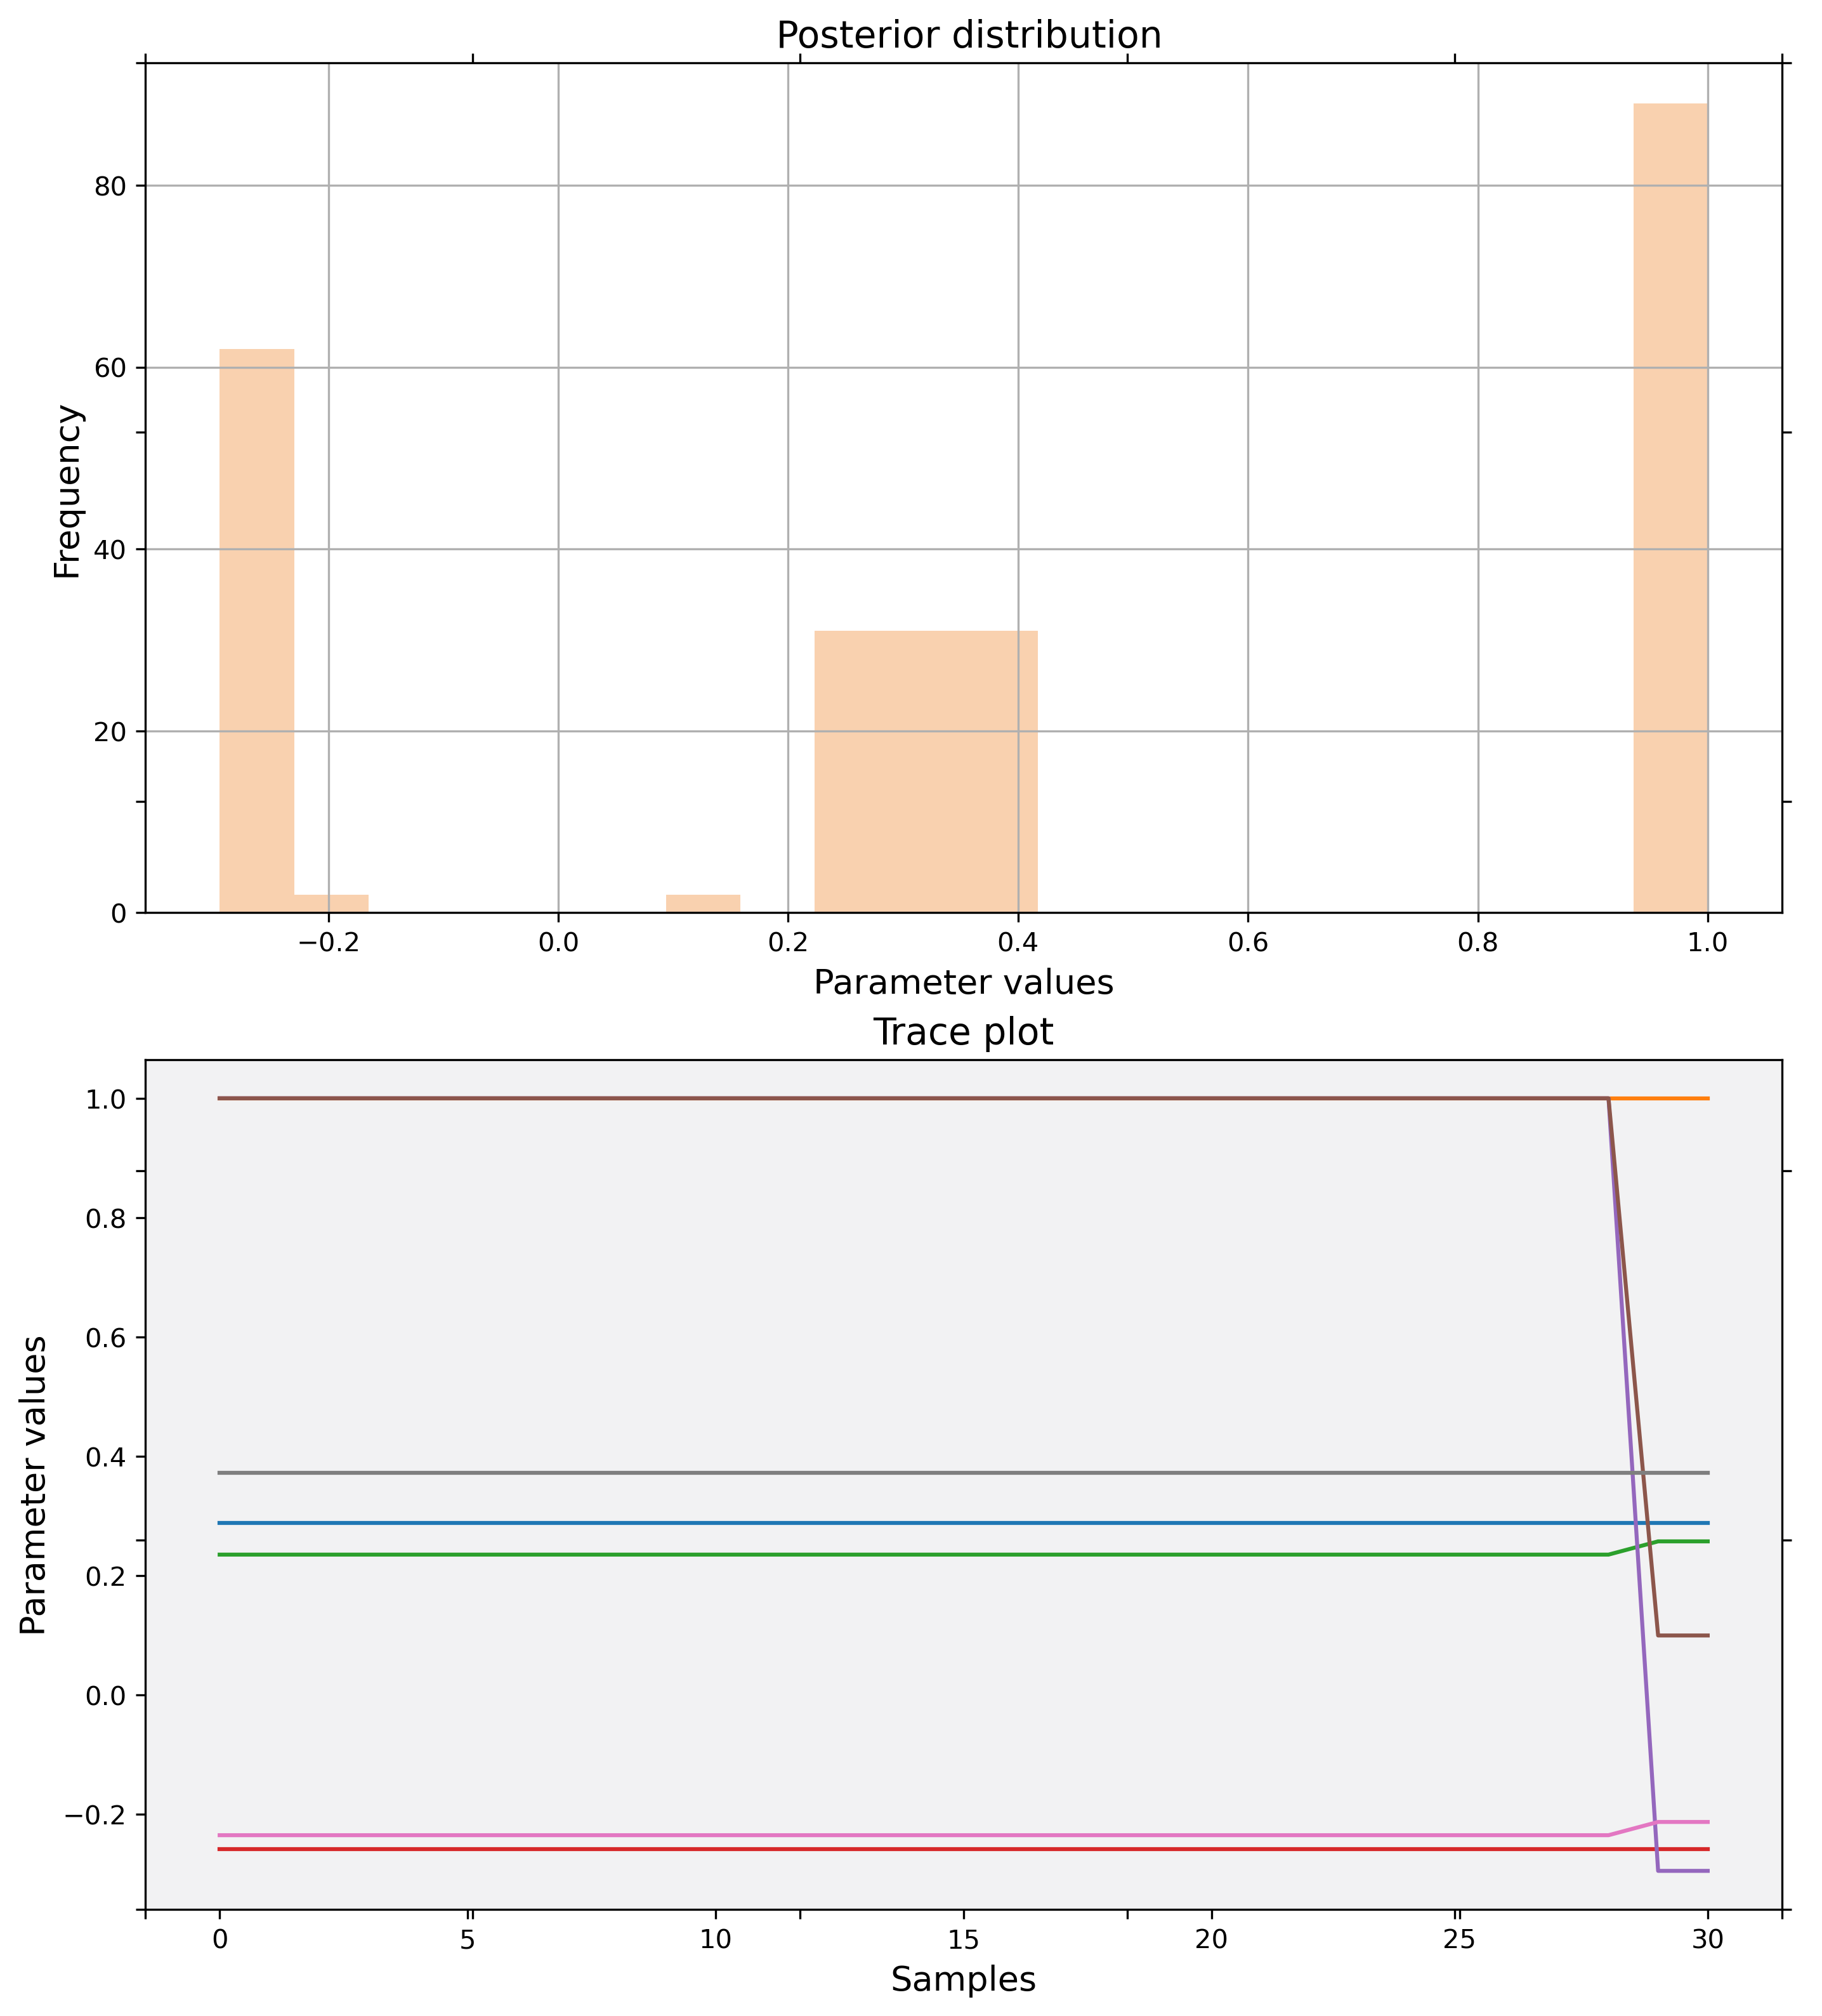 Posterior distribution
80
60
40
20
0
Frequency
−0.2 0.0 0.2 0.4 0.6 0.8 1.0
Parameter values
Trace plot
1.0
0.8
0.6
0.4
0.2
0.0
−0.2
Parameter values
0 5 10 15 20 25 30
Samples